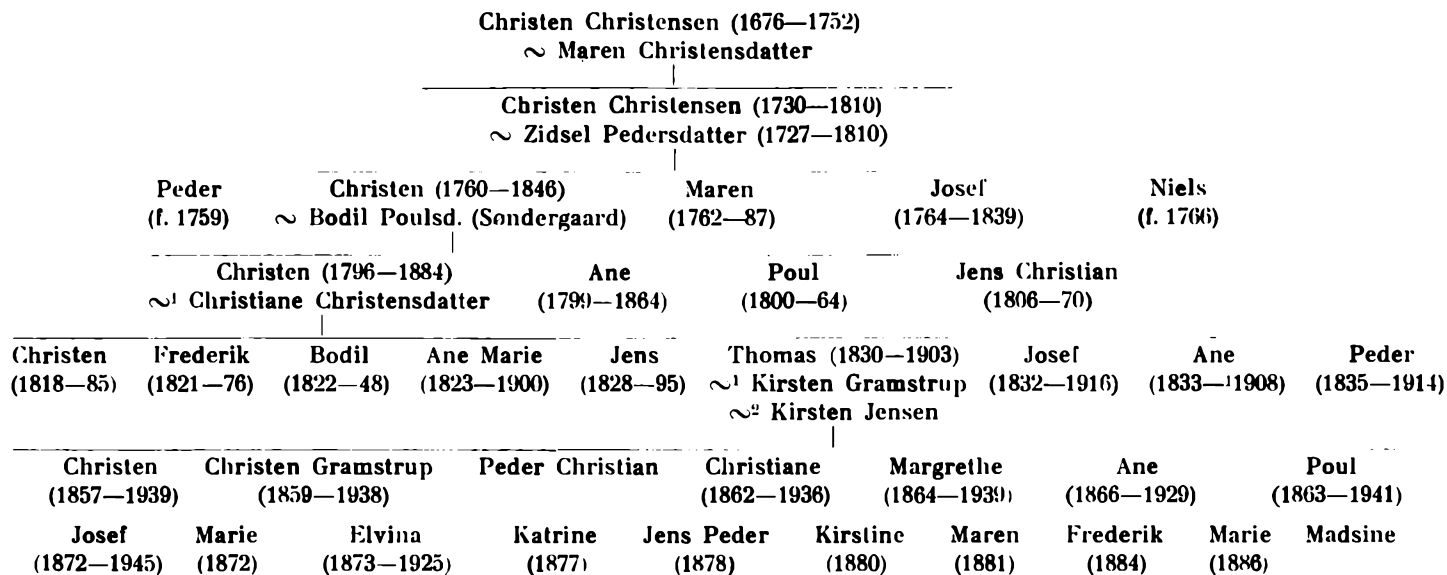 Christen Christensen (1676—1752)
∾ Maren Christensdatter
Christen Christensen (1730—1810)
∾ Zidsel Pedersdatter (1727—1810)
Peder Christen (1760—1846) Maren Josef Niels
(f. 1759) ∾ Bodil Poulsd. (Sondergaard) (1762—87) (1764—1839) (f. 1766)
Christen (1796—1884) Ane Poul Jens Christian
∾¹ Christiane Christensdatter (1799—1864) (1800—64) (1806—70)
Christen Frederik Bodil Ane Marie Jens Thomas (1830—1903) Josef Ane Peder
(1818—85) (1821—76) (1822—48) (1823—1900) (1828—95) ∾¹ Kirsten Gramstrup (1832—1916) (1833—1908) (1835—1914)
∾² Kirsten Jensen
Christen Christen Gramstrup Peder Christian Christiane Margrethe Ane Poul
(1857—1939) (1859—1938) (1862—1936) (1864—1939) (1866—1929) (1863—1941)
Josef Marie Elvina Katrine Jens Peder Kirstine Maren Frederik Marie Madsine
(1872—1945) (1872) (1873—1925) (1877) (1878) (1880) (1881) (1884) (1886)